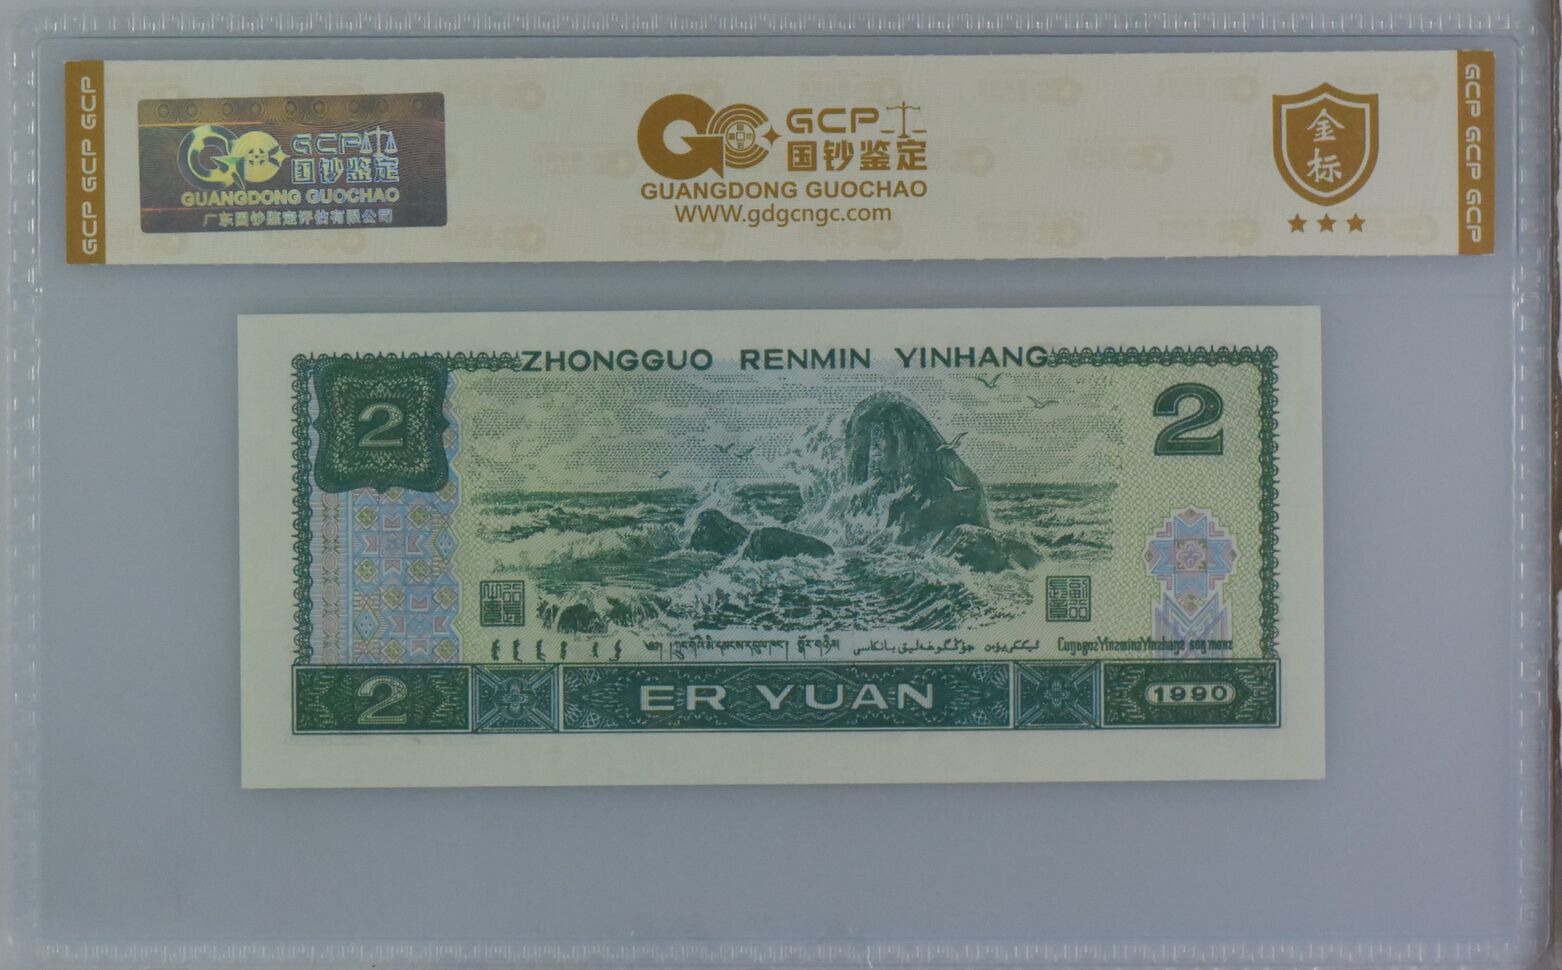 GCP GCP GCP
GCP
国钞鉴定
GUANGDONG GUOCHAO
广东国钞鉴定评估有限公司
GCP
国钞鉴定
GUANGDONG GUOCHAO
WWW.gdgcngc.com
金标
GCP GCP GCP
ZHONGGUO RENMIN YINHANG
2
2
2
ER YUAN
1990